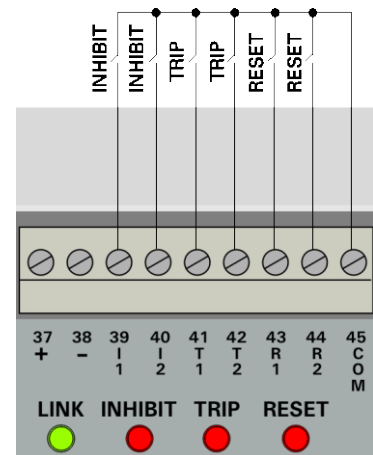 INHIBIT INHIBIT TRIP TRIP RESET RESET
37 38 39 40 41 42 43 44 45
+ − I I T T R R C
1 2 1 2 1 2 O
M
LINK INHIBIT TRIP RESET